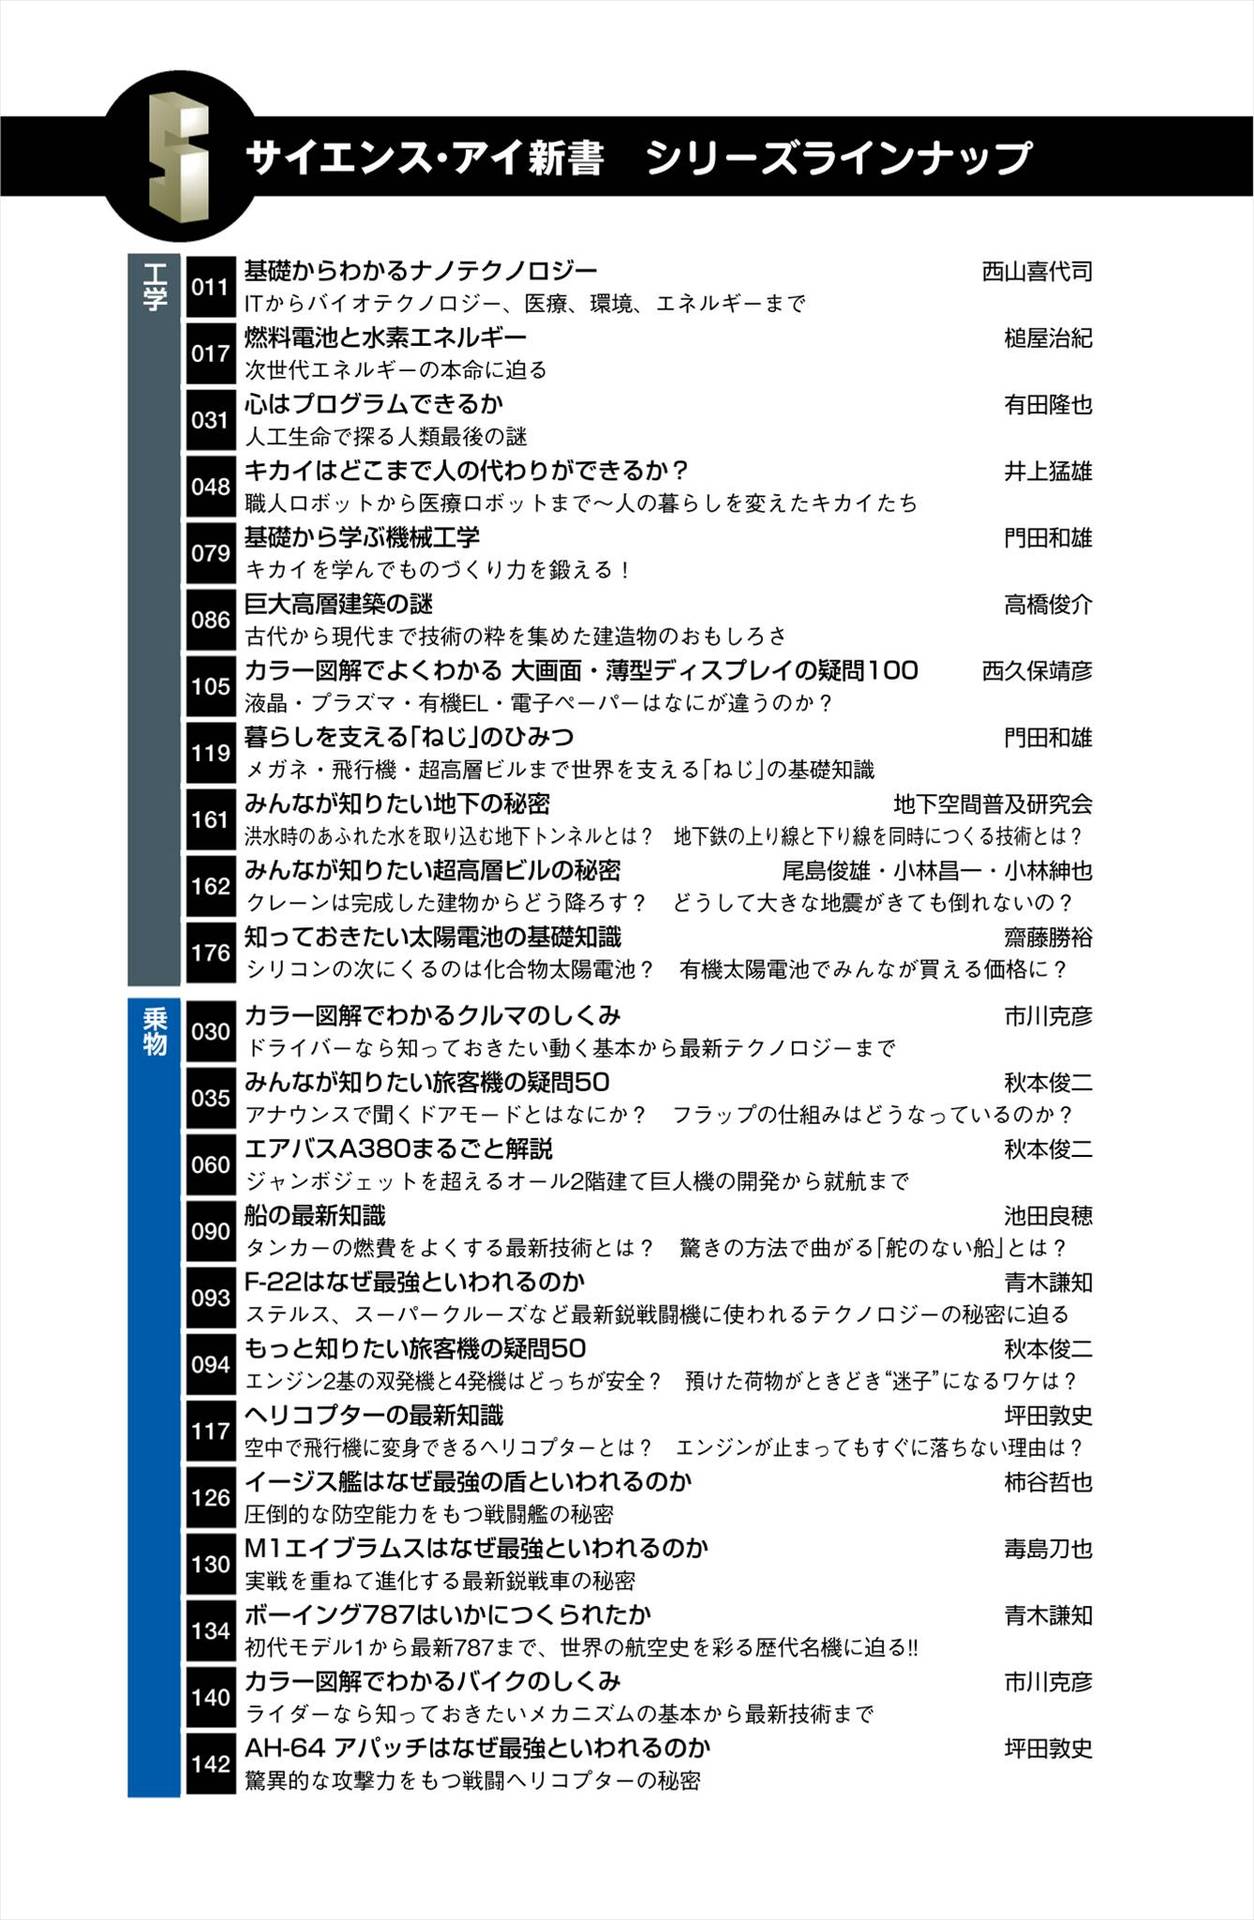 サイエンス・アイ新書　シリーズラインナップ
工学
011 基礎からわかるナノテクノロジー 西山喜代司
ITからバイオテクノロジー、医療、環境、エネルギーまで
017 燃料電池と水素エネルギー 槌屋治紀
次世代エネルギーの本命に迫る
031 心はプログラムできるか 有田隆也
人工生命で探る人類最後の謎
048 キカイはどこまで人の代わりができるか？ 井上猛雄
職人ロボットから医療ロボットまで～人の暮らしを変えたキカイたち
079 基礎から学ぶ機械工学 門田和雄
キカイを学んでものづくり力を鍛える！
086 巨大高層建築の謎 高橋俊介
古代から現代まで技術の粋を集めた建造物のおもしろさ
105 カラー図解でよくわかる 大画面・薄型ディスプレイの疑問100 西久保靖彦
液晶・プラズマ・有機EL・電子ペーパーはなにが違うのか？
119 暮らしを支える「ねじ」のひみつ 門田和雄
メガネ・飛行機・超高層ビルまで世界を支える「ねじ」の基礎知識
161 みんなが知りたい地下の秘密 地下空間普及研究会
洪水時のあふれた水を取り込む地下トンネルとは？　地下鉄の上り線と下り線を同時につくる技術とは？
162 みんなが知りたい超高層ビルの秘密 尾島俊雄・小林昌一・小林紳也
クレーンは完成した建物からどう降ろす？　どうして大きな地震がきても倒れないの？
176 知っておきたい太陽電池の基礎知識 齋藤勝裕
シリコンの次にくるのは化合物太陽電池？　有機太陽電池でみんなが買える価格に？
乗物
030 カラー図解でわかるクルマのしくみ 市川克彦
ドライバーなら知っておきたい動く基本から最新テクノロジーまで
035 みんなが知りたい旅客機の疑問50 秋本俊二
アナウンスで聞くドアモードとはなにか？　フラップの仕組みはどうなっているのか？
060 エアバスA380まるごと解説 秋本俊二
ジャンボジェットを超えるオール2階建て巨人機の開発から就航まで
090 船の最新知識 池田良穂
タンカーの燃費をよくする最新技術とは？　驚きの方法で曲がる「舵のない船」とは？
093 F-22はなぜ最強といわれるのか 青木謙知
ステルス、スーパークルーズなど最新鋭戦闘機に使われるテクノロジーの秘密に迫る
094 もっと知りたい旅客機の疑問50 秋本俊二
エンジン2基の双発機と4発機はどっちが安全？　預けた荷物がときどき“迷子”になるワケは？
117 ヘリコプターの最新知識 坪田敦史
空中で飛行機に変身できるヘリコプターとは？　エンジンが止まってもすぐに落ちない理由は？
126 イージス艦はなぜ最強の盾といわれるのか 柿谷哲也
圧倒的な防空能力をもつ戦闘艦の秘密
130 M1エイブラムスはなぜ最強といわれるのか 毒島刀也
実戦を重ねて進化する最新鋭戦車の秘密
134 ボーイング787はいかにつくられたか 青木謙知
初代モデル1から最新787まで、世界の航空史を彩る歴代名機に迫る!!
140 カラー図解でわかるバイクのしくみ 市川克彦
ライダーなら知っておきたいメカニズムの基本から最新技術まで
142 AH-64 アパッチはなぜ最強といわれるのか 坪田敦史
驚異的な攻撃力をもつ戦闘ヘリコプターの秘密